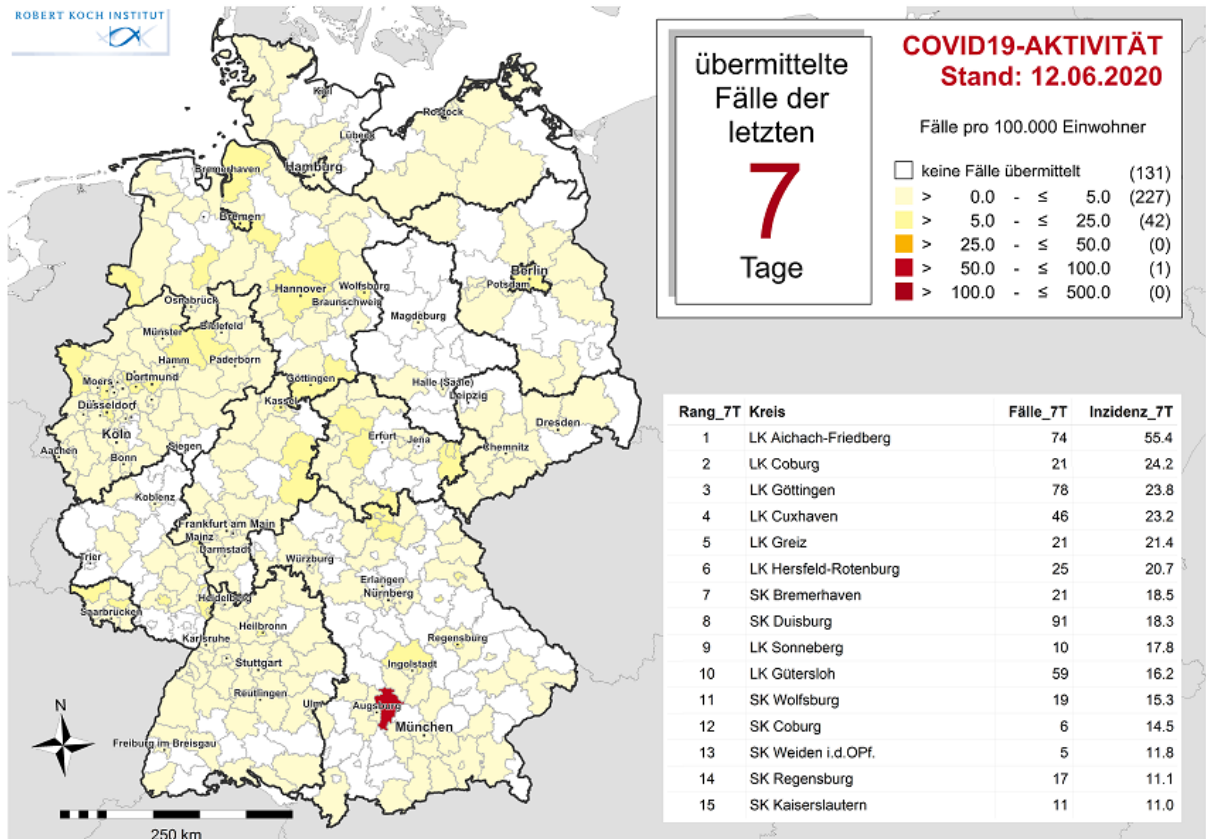 ROBERT KOCH INSTITUT
übermittelte
Fälle der
letzten
7
Tage
COVID19-AKTIVITÄT
Stand: 12.06.2020
Fälle pro 100.000 Einwohner
keine Fälle übermittelt (131)
> 0.0 - ≤ 5.0 (227)
> 5.0 - ≤ 25.0 (42)
> 25.0 - ≤ 50.0 (0)
> 50.0 - ≤ 100.0 (1)
> 100.0 - ≤ 500.0 (0)
Kiel
Rostock
Lübeck
Bremerhaven
Hamburg
Bremen
Berlin
Potsdam
Hannover
Wolfsburg
Braunschweig
Osnabrück
Magdeburg
Münster
Bielefeld
Hamm
Paderborn
Moers
Dortmund
Göttingen
Halle (Saale)
Leipzig
Düsseldorf
Kassel
Köln
Erfurt
Jena
Dresden
Siegen
Chemnitz
Aachen
Bonn
Koblenz
Frankfurt am Main
Mainz
Darmstadt
Trier
Würzburg
Erlangen
Nürnberg
Heidelberg
Saarbrücken
Heilbronn
Karlsruhe
Regensburg
Stuttgart
Ingolstadt
Reutlingen
Ulm
Augsburg
München
Freiburg im Breisgau
N
250 km
Rang_7T Kreis Fälle_7T Inzidenz_7T
1 LK Aichach-Friedberg 74 55.4
2 LK Coburg 21 24.2
3 LK Göttingen 78 23.8
4 LK Cuxhaven 46 23.2
5 LK Greiz 21 21.4
6 LK Hersfeld-Rotenburg 25 20.7
7 SK Bremerhaven 21 18.5
8 SK Duisburg 91 18.3
9 LK Sonneberg 10 17.8
10 LK Gütersloh 59 16.2
11 SK Wolfsburg 19 15.3
12 SK Coburg 6 14.5
13 SK Weiden i.d.OPf. 5 11.8
14 SK Regensburg 17 11.1
15 SK Kaiserslautern 11 11.0